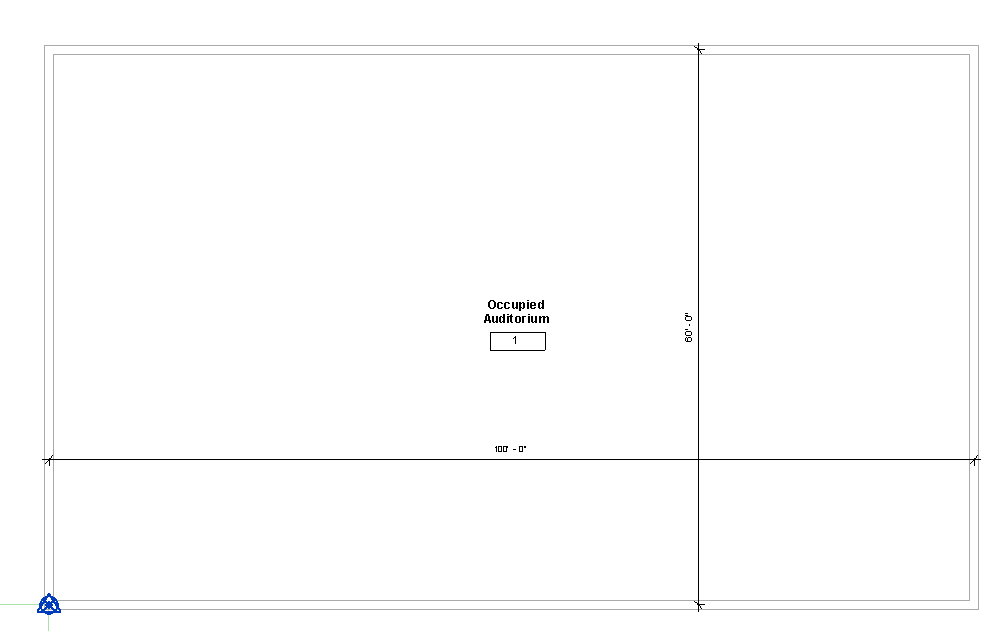 Occupied
Auditorium
1
60' - 0"
100' - 0"